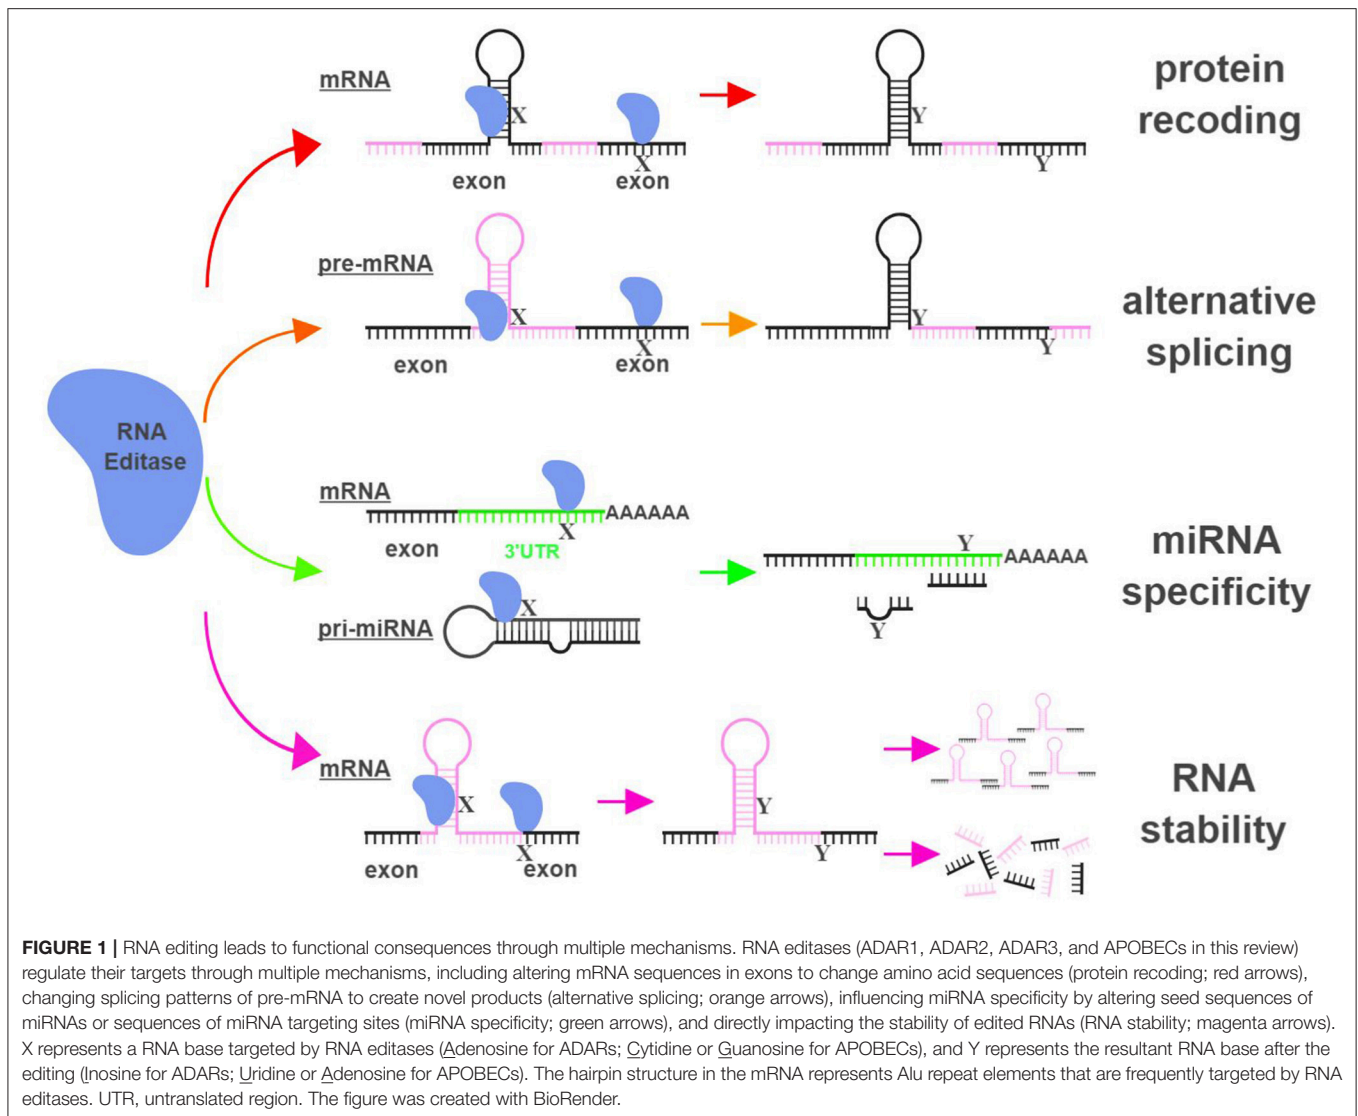 mRNA
X
X
exon
exon
Y
Y
protein
recoding
pre-mRNA
X
X
exon
exon
Y
Y
alternative
splicing
RNA
Editase
mRNA
AAAAAA
X
exon
3'UTR
pri-miRNA
X
Y
AAAAAA
Y
miRNA
specificity
mRNA
X
X
exon
exon
Y
Y
RNA
stability
FIGURE 1 | RNA editing leads to functional consequences through multiple mechanisms. RNA editases (ADAR1, ADAR2, ADAR3, and APOBECs in this review)
regulate their targets through multiple mechanisms, including altering mRNA sequences in exons to change amino acid sequences (protein recoding; red arrows),
changing splicing patterns of pre-mRNA to create novel products (alternative splicing; orange arrows), influencing miRNA specificity by altering seed sequences of
miRNAs or sequences of miRNA targeting sites (miRNA specificity; green arrows), and directly impacting the stability of edited RNAs (RNA stability; magenta arrows).
X represents a RNA base targeted by RNA editases (Adenosine for ADARs; Cytidine or Guanosine for APOBECs), and Y represents the resultant RNA base after the
editing (Inosine for ADARs; Uridine or Adenosine for APOBECs). The hairpin structure in the mRNA represents Alu repeat elements that are frequently targeted by RNA
editases. UTR, untranslated region. The figure was created with BioRender.